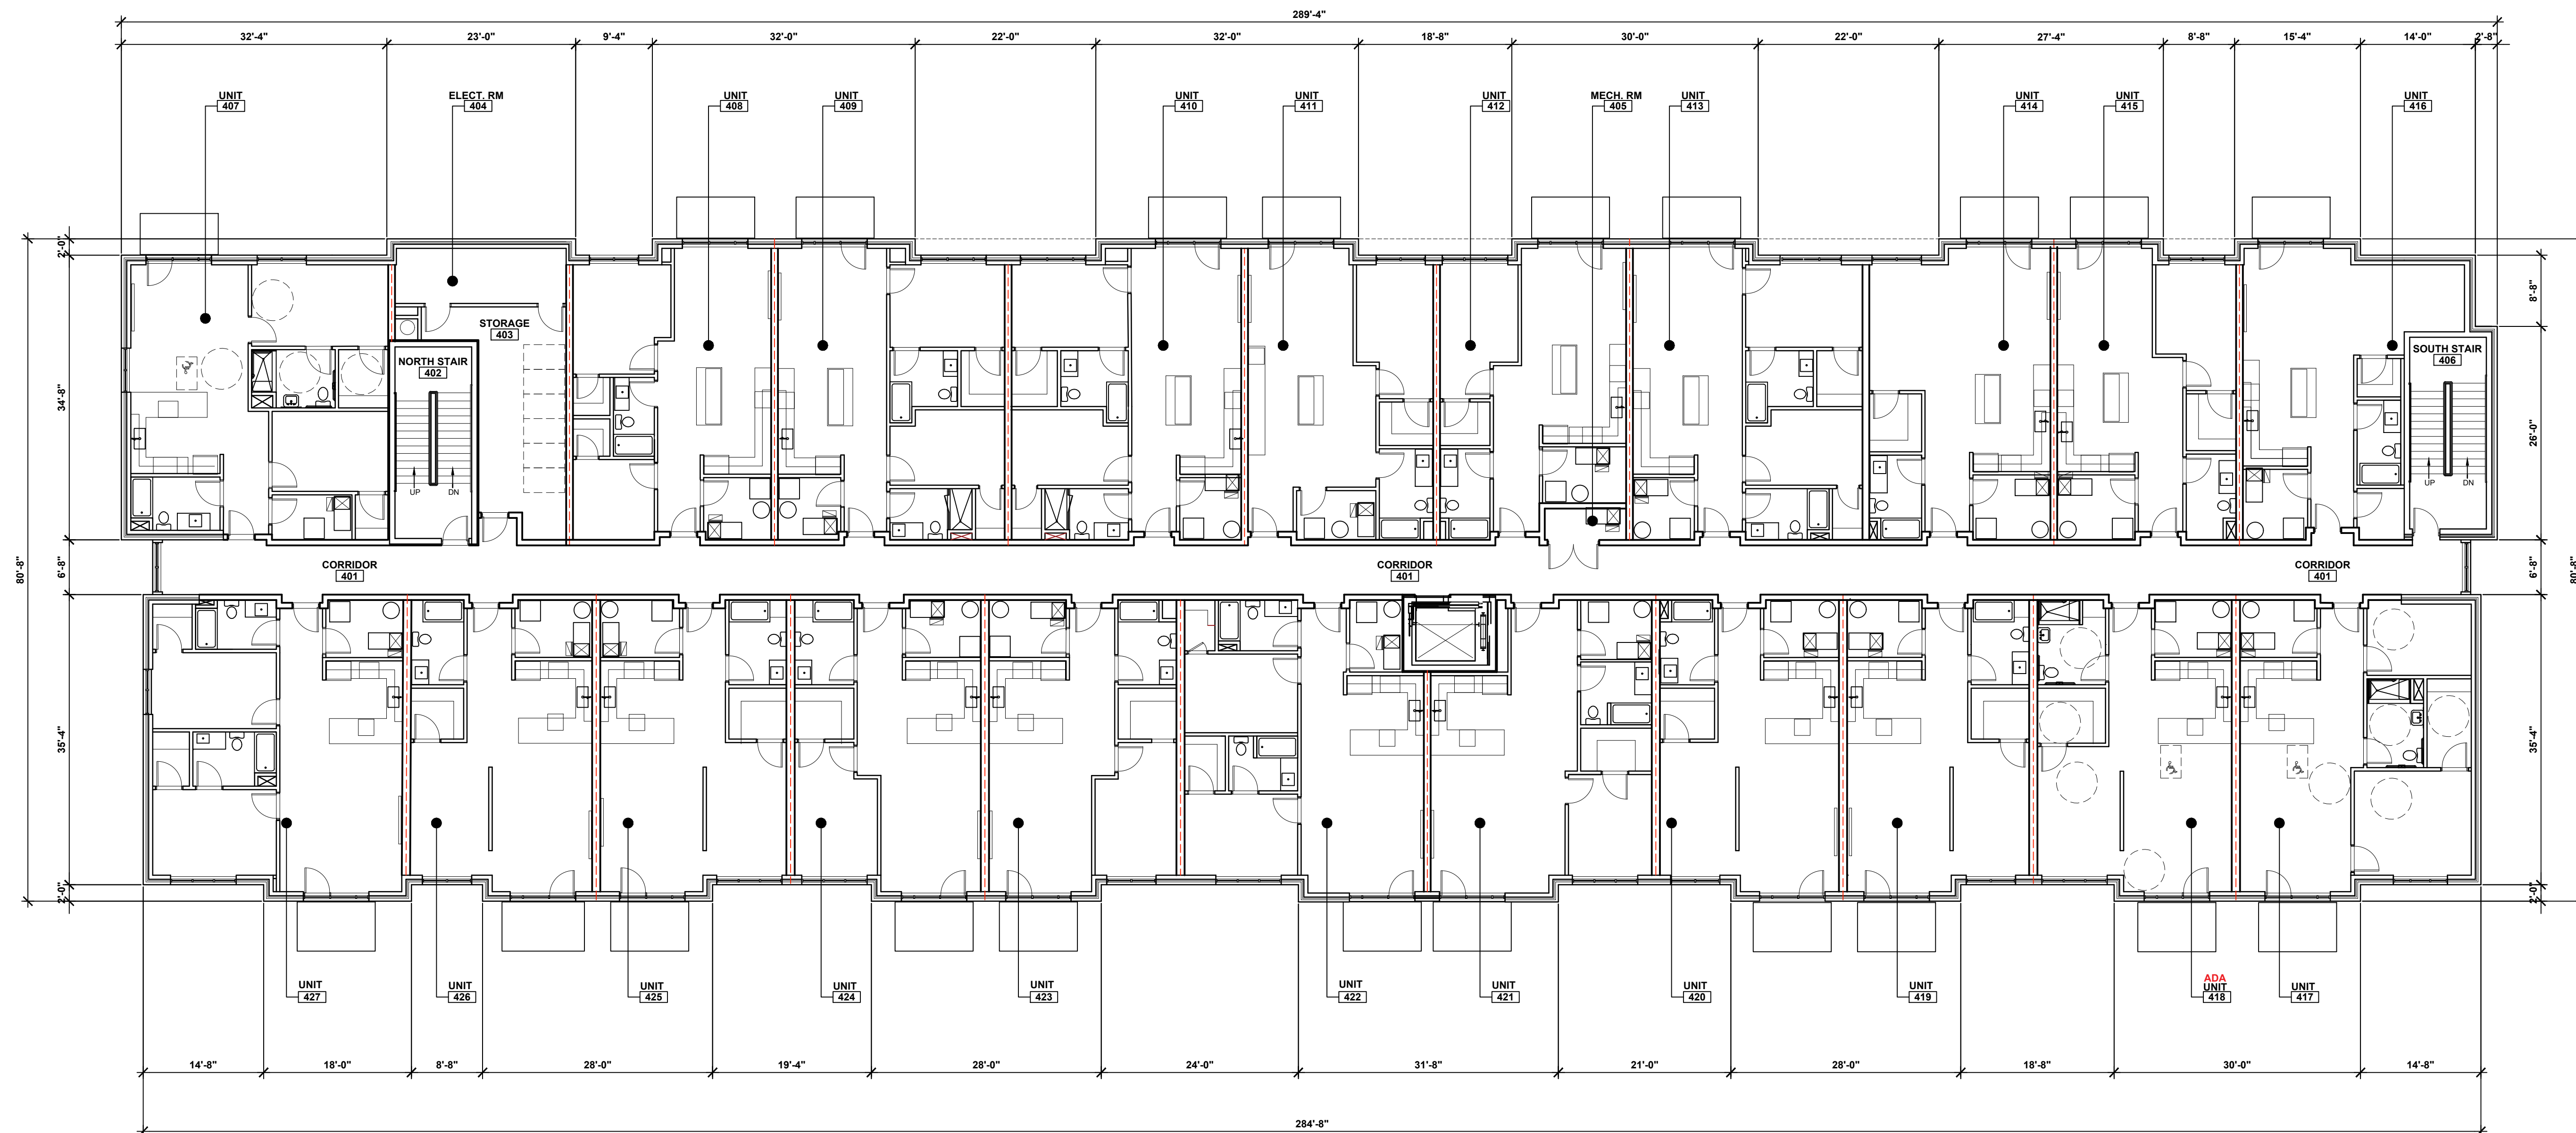 289'-4"
32'-4" 23'-0" 9'-4" 32'-0" 22'-0" 32'-0" 18'-8" 30'-0" 22'-0" 27'-4" 8'-8" 15'-4" 14'-0" 2'-8"
UNIT ELECT. RM UNIT UNIT UNIT UNIT UNIT MECH. RM UNIT UNIT UNIT UNIT
407 404 408 409 410 411 412 405 413 414 415 416
2'-0"
8'-8"
STORAGE
403
NORTH STAIR
402
SOUTH STAIR
406
34'-8"
26'-0"
UP DN
UP DN
80'-8"
6'-8"
CORRIDOR CORRIDOR CORRIDOR
401 401 401
6'-8"
80'-8"
35'-4"
35'-4"
2'-0"
2'-0"
ADA
UNIT UNIT UNIT UNIT UNIT UNIT UNIT UNIT UNIT UNIT UNIT
427 426 425 424 423 422 421 420 419 418 417
14'-8" 18'-0" 8'-8" 28'-0" 19'-4" 28'-0" 24'-0" 31'-8" 21'-0" 28'-0" 18'-8" 30'-0" 14'-8"
284'-8"